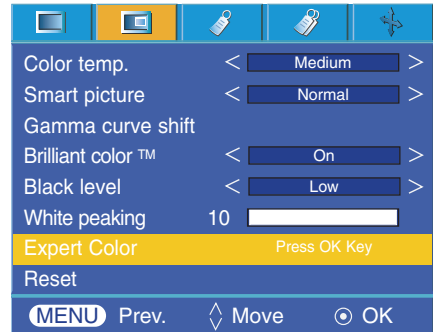 Color temp. < Medium >
Smart picture < Normal >
Gamma curve shift
Brilliant color ™ < On >
Black level < Low >
White peaking 10
Expert Color Press OK Key
Reset
MENU Prev. Move OK